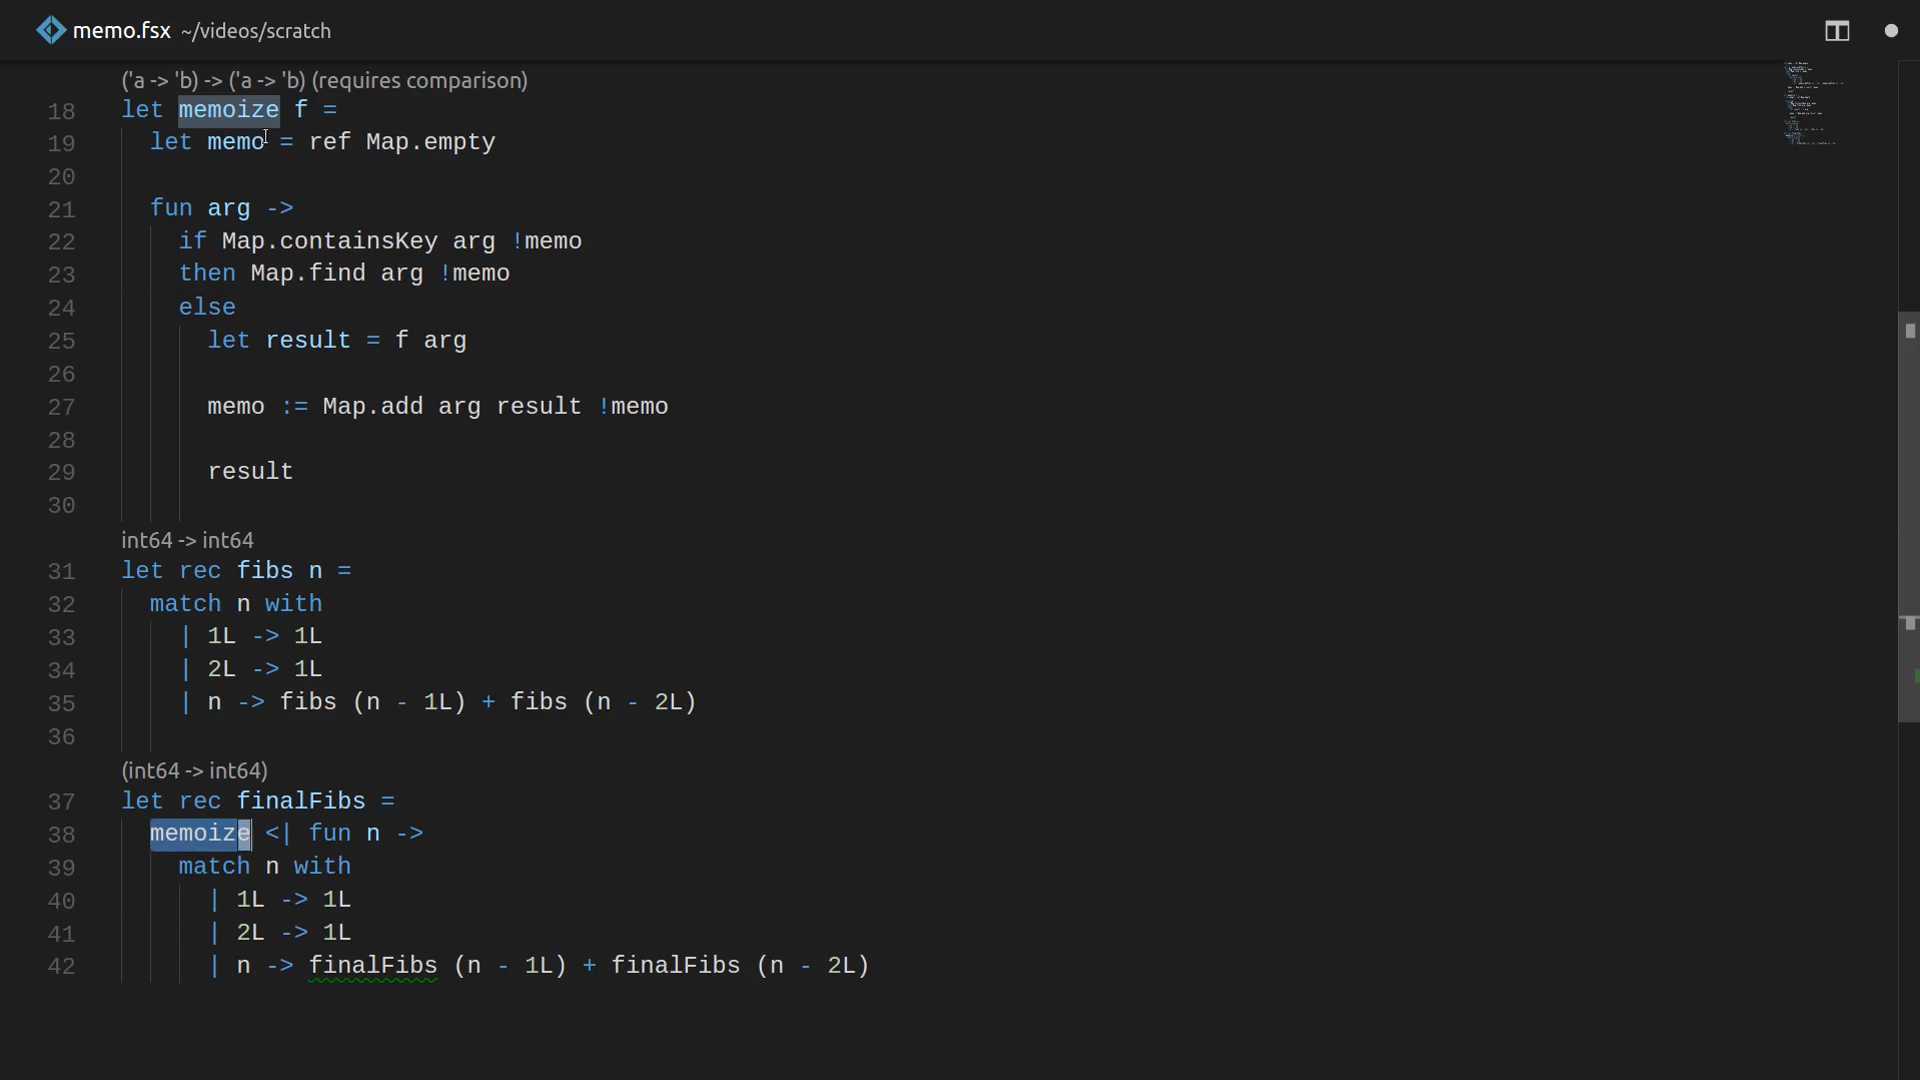 memo.fsx ~/videos/scratch
('a -> 'b) -> ('a -> 'b) (requires comparison)
18 let memoize f =
19 let memo = ref Map.empty
20
21 fun arg ->
22 if Map.containsKey arg !memo
23 then Map.find arg !memo
24 else
25 let result = f arg
26
27 memo := Map.add arg result !memo
28
29 result
30
int64 -> int64
31 let rec fibs n =
32 match n with
33 | 1L -> 1L
34 | 2L -> 1L
35 | n -> fibs (n - 1L) + fibs (n - 2L)
36
(int64 -> int64)
37 let rec finalFibs =
38 memoize <| fun n ->
39 match n with
40 | 1L -> 1L
41 | 2L -> 1L
42 | n -> finalFibs (n - 1L) + finalFibs (n - 2L)